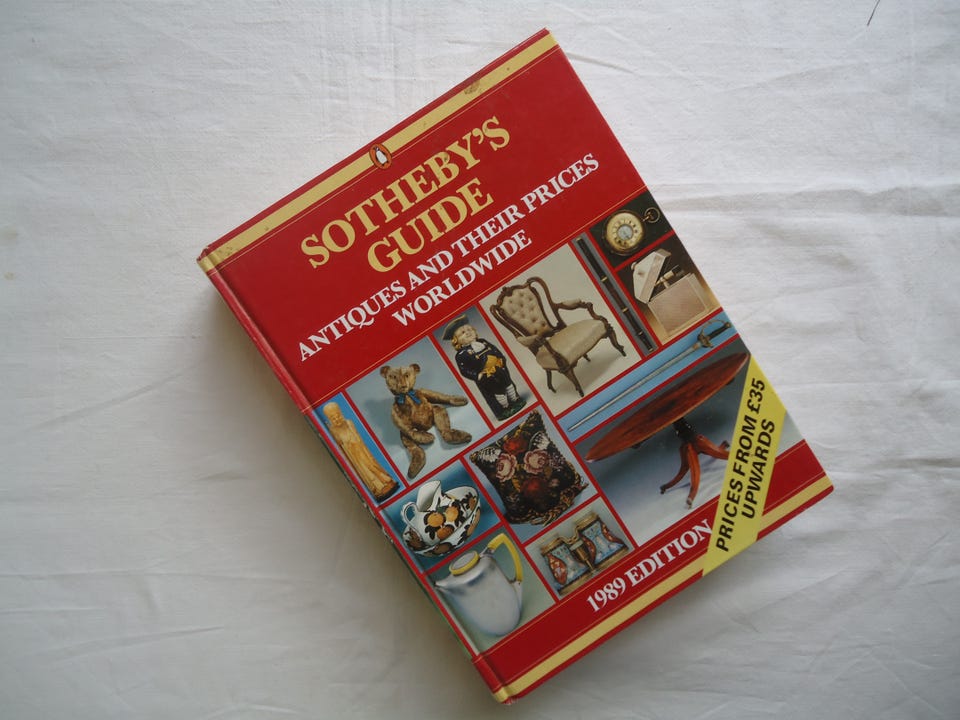 SOTHEBY'S
GUIDE
ANTIQUES AND THEIR PRICES
WORLDWIDE
1989 EDITION
PRICES FROM £35
UPWARDS